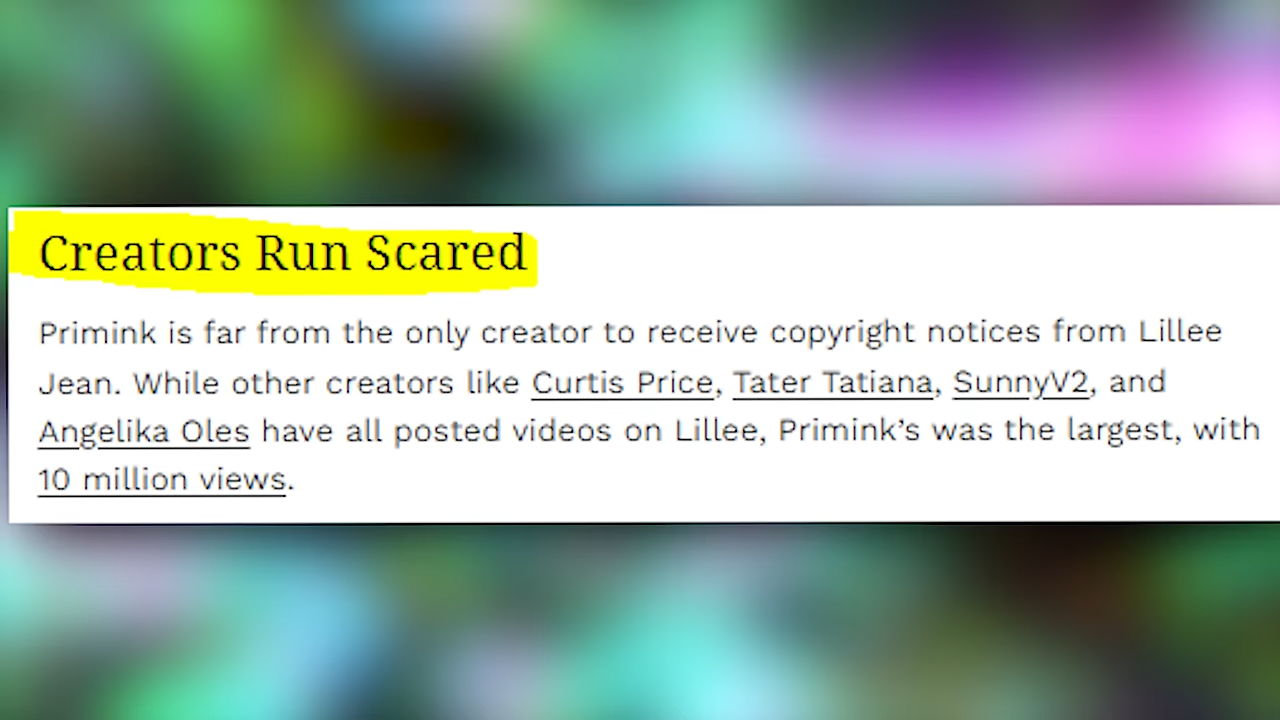 Creators Run Scared
Primink is far from the only creator to receive copyright notices from Lillee
Jean. While other creators like Curtis Price, Tater Tatiana, SunnyV2, and
Angelika Oles have all posted videos on Lillee, Primink’s was the largest, with
10 million views.